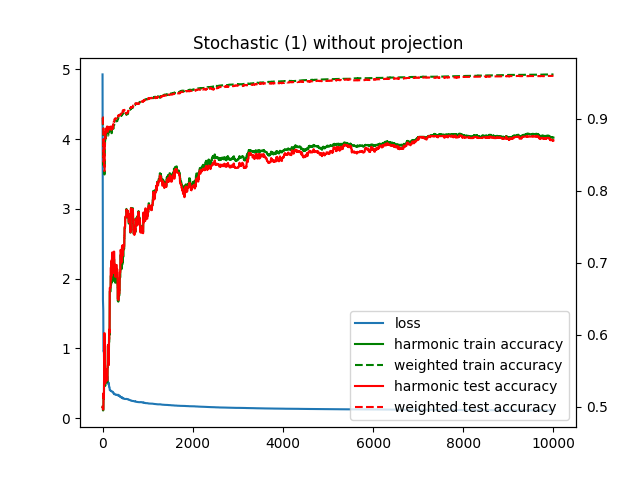 Stochastic (1) without projection
5
4
3
2
1
0
0.9
0.8
0.7
0.6
0.5
loss
harmonic train accuracy
weighted train accuracy
harmonic test accuracy
weighted test accuracy
0 2000 4000 6000 8000 10000